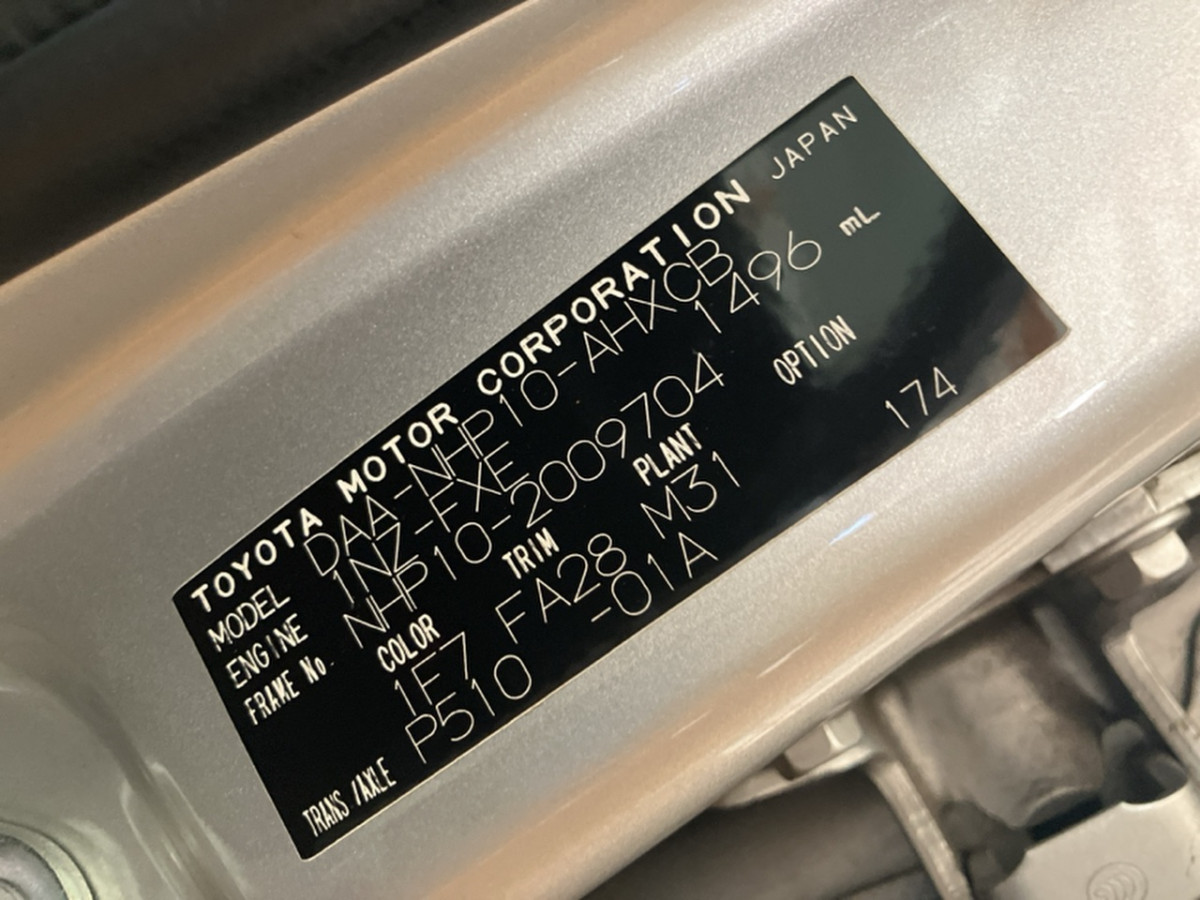 TOYOTA MOTOR CORPORATION JAPAN
MODEL DAA-NHP10-AHXCB
ENGINE 1NZ-FXE 1496 mL
FRAME No. NHP10-2009704
COLOR TRIM PLANT OPTION
1F7 FA28 M31 174
TRANS/AXLE P510 -01A